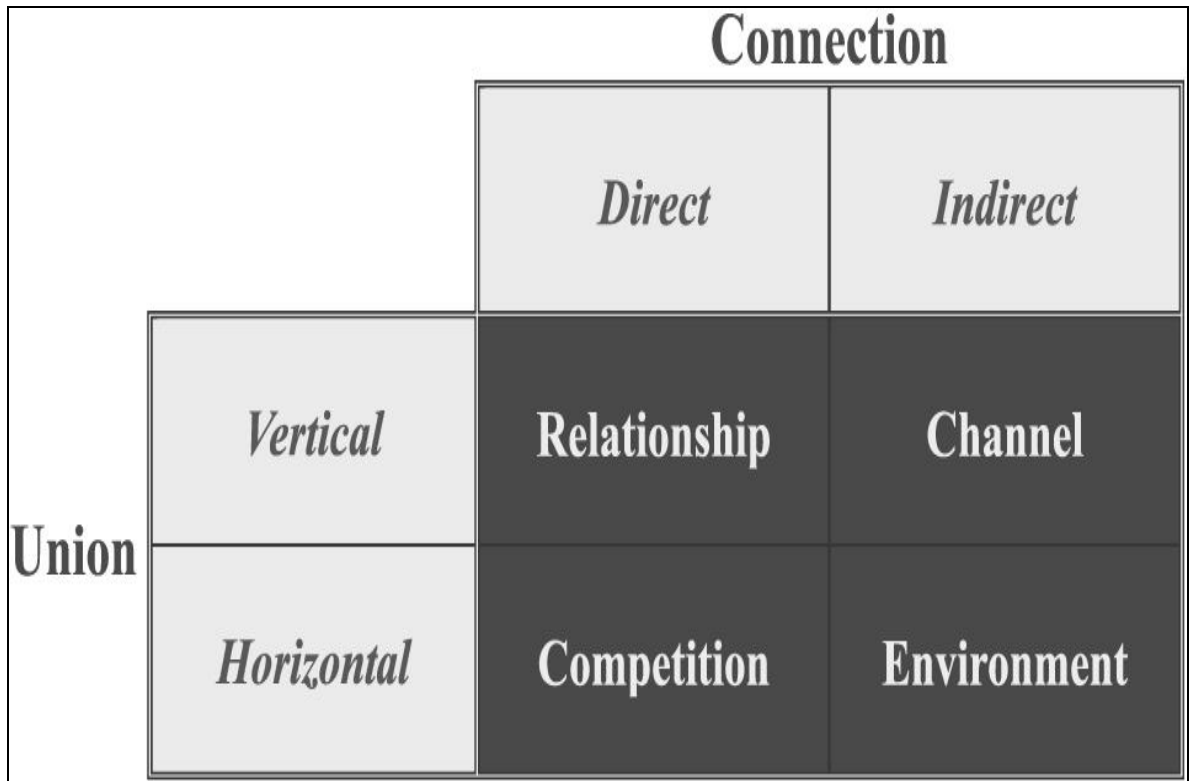 Connection
Direct Indirect
Vertical Relationship Channel
Union
Horizontal Competition Environment